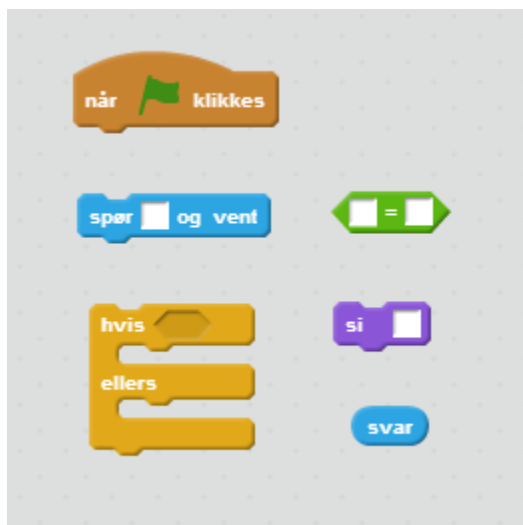 når klikkes
spør og vent
=
hvis
ellers
si
svar